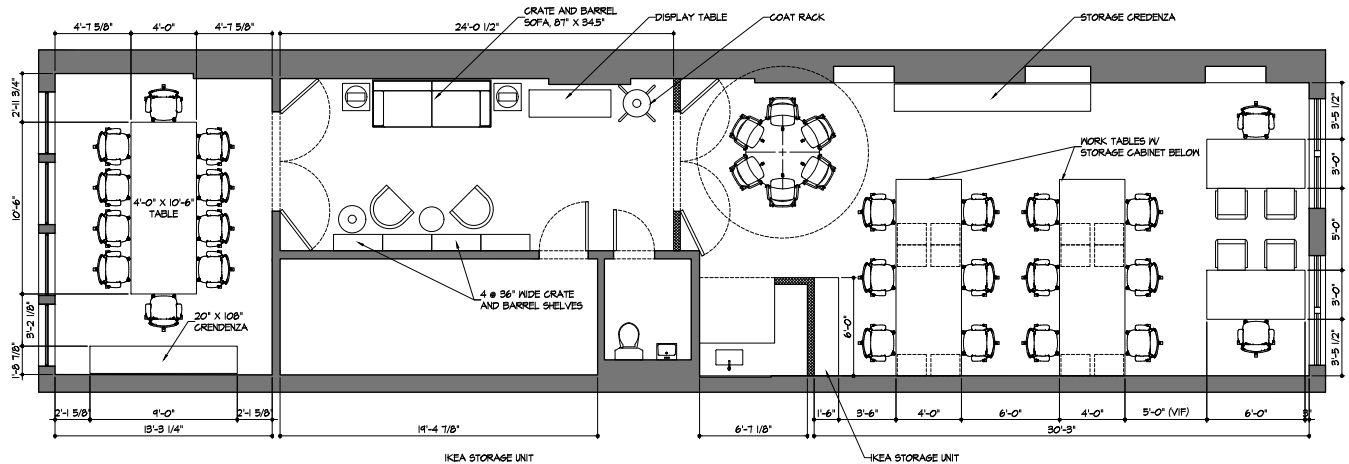 CRATE AND BARREL
SOFA, 87" X 34.5"
DISPLAY TABLE
COAT RACK
STORAGE CREDENZA
4'-7 5/8"
4'-0"
4'-7 5/8"
24'-0 1/2"
2'-11 3/4"
10'-6"
3'-2 1/8"
1'-8 7/8"
4'-0" X 10'-6"
TABLE
20" X 108"
CRENDENZA
4 @ 36" WIDE CRATE
AND BARREL SHELVES
WORK TABLES W/
STORAGE CABINET BELOW
6'-0"
3'-5 1/2"
3'-0"
5'-0"
3'-0"
3'-5 1/2"
2'-1 5/8"
9'-0"
2'-1 5/8"
1'-6"
3'-6"
4'-0"
6'-0"
4'-0"
5'-0" (VIF)
6'-0"
3"
13'-3 1/4"
19'-4 7/8"
6'-7 1/8"
30'-3"
IKEA STORAGE UNIT
IKEA STORAGE UNIT